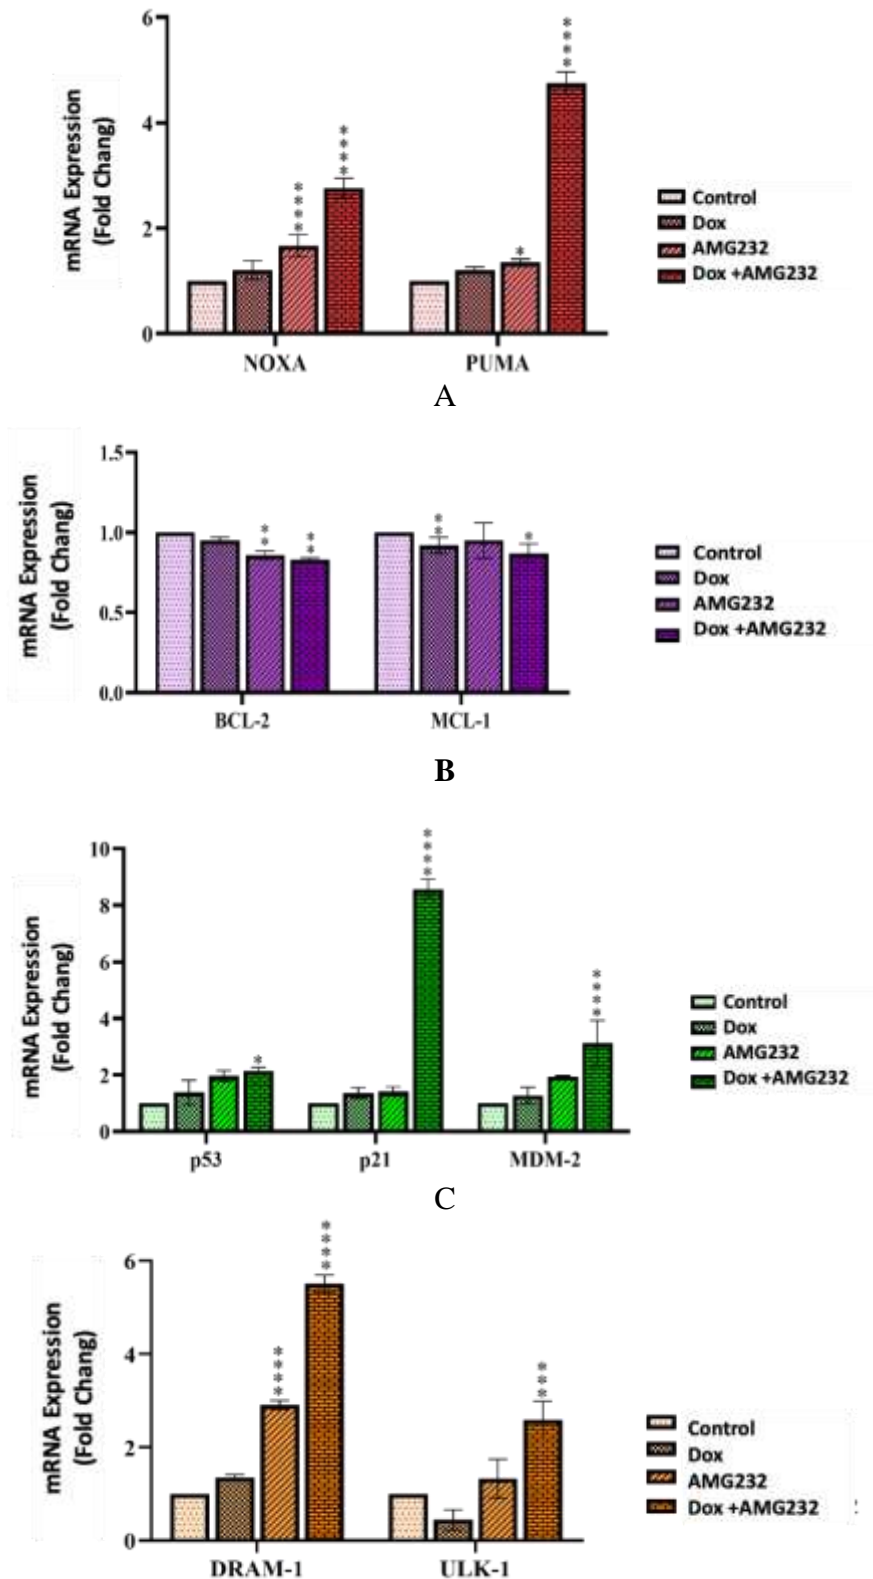 6
4
2
0
mRNA Expression
(Fold Chang)
****
****
*
****
NOXA
PUMA
Control
Dox
AMG232
Dox +AMG232
A
1.5
1.0
0.5
0.0
mRNA Expression
(Fold Chang)
**
**
**
*
BCL-2
MCL-1
Control
Dox
AMG232
Dox +AMG232
B
10
8
6
4
2
0
mRNA Expression
(Fold Chang)
*
****
****
p53
p21
MDM-2
Control
Dox
AMG232
Dox +AMG232
C
6
4
2
0
mRNA Expression
(Fold Chang)
****
****
***
DRAM-1
ULK-1
Control
Dox
AMG232
Dox +AMG232